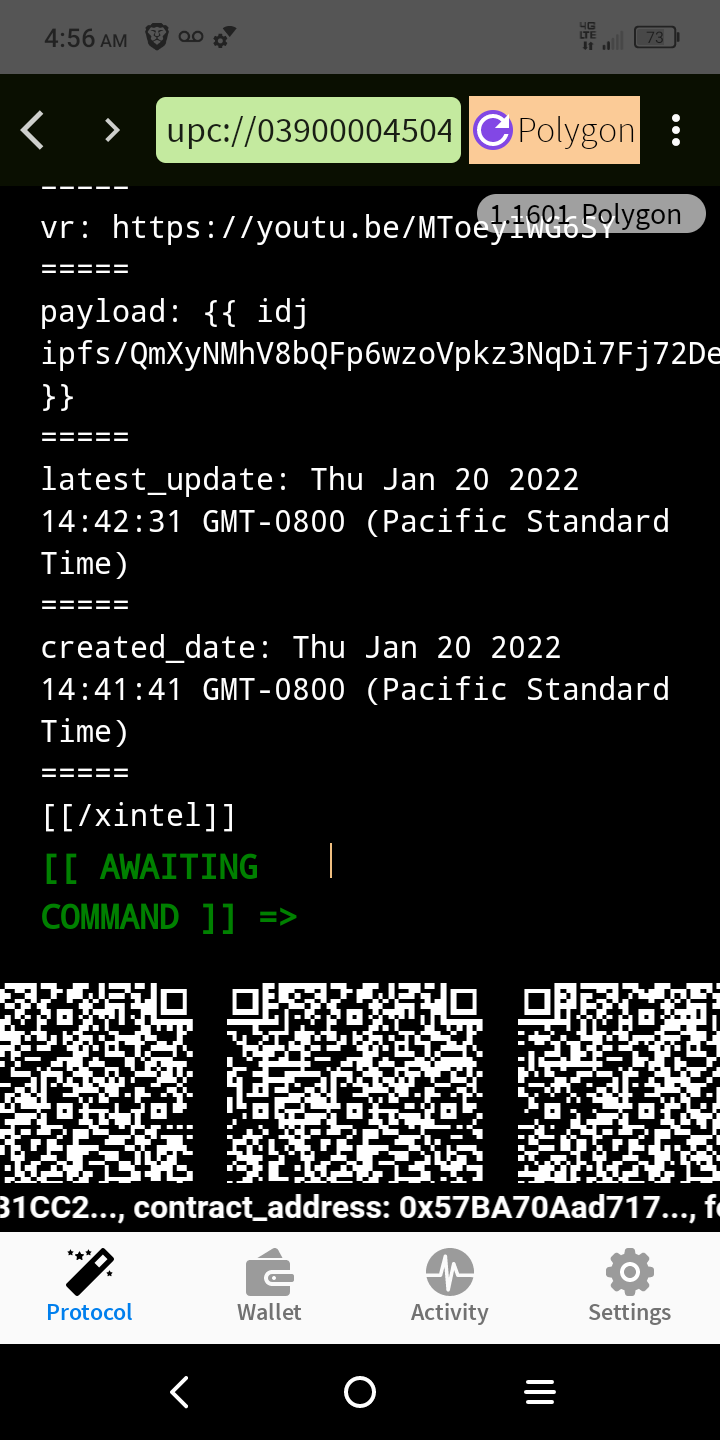 4:56 AM
4G
LTE
73
upc://03900004504
Polygon
=====
1.1601 Polygon
vr: https://youtu.be/MToeyiWG6SY
=====
payload: {{ idj
ipfs/QmXyNMhV8bQFp6wzoVpkz3NqDi7Fj72De
}}
=====
latest_update: Thu Jan 20 2022
14:42:31 GMT-0800 (Pacific Standard
Time)
=====
created_date: Thu Jan 20 2022
14:41:41 GMT-0800 (Pacific Standard
Time)
=====
[[/xintel]]
[[ AWAITING
COMMAND ]] =>
31CC2..., contract_address: 0x57BA70Aad717..., f
Protocol
Wallet
Activity
Settings